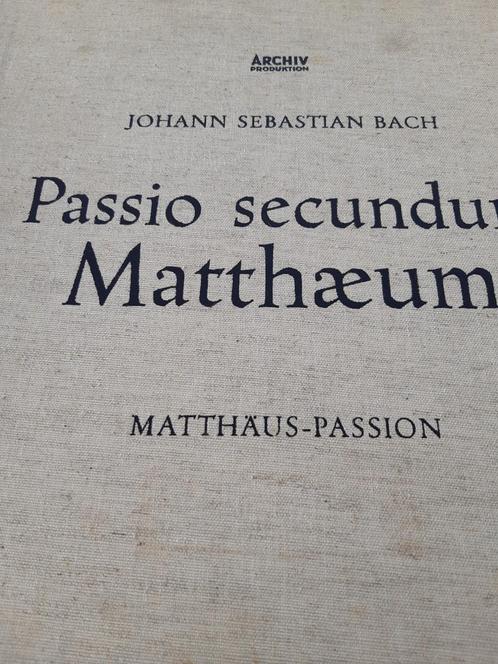 ARCHIV
PRODUKTION
JOHANN SEBASTIAN BACH
Passio secundu
Matthæum
MATTHÄUS-PASSION